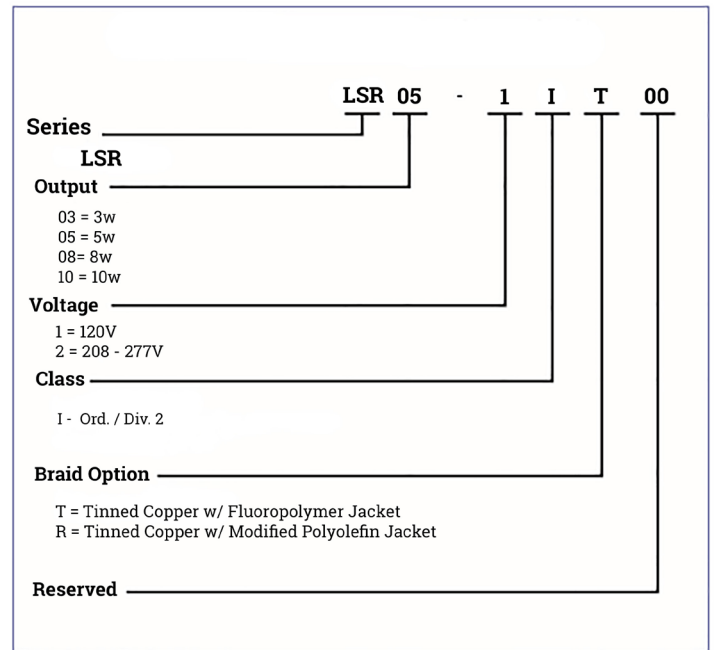 LSR 05 - 1 I T 00
Series
LSR
Output
03 = 3w
05 = 5w
08= 8w
10 = 10w
Voltage
1 = 120V
2 = 208 - 277V
Class
I - Ord. / Div. 2
Braid Option
T = Tinned Copper w/ Fluoropolymer Jacket
R = Tinned Copper w/ Modified Polyolefin Jacket
Reserved